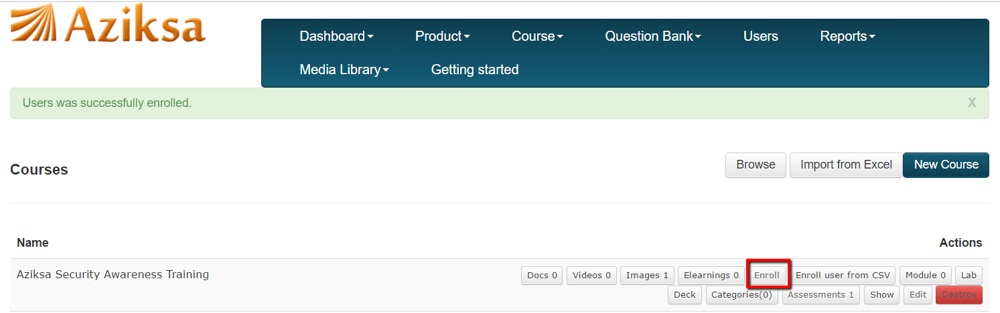 Aziksa
Dashboard Product Course Question Bank Users Reports
Media Library Getting started
Users was successfully enrolled. X
Courses Browse Import from Excel New Course
Name Actions
Aziksa Security Awareness Training Docs 0 Videos 0 Images 1 Elearnings 0 Enroll Enroll user from CSV Module 0 Lab
Deck Categories(0) Assessments 1 Show Edit Destroy